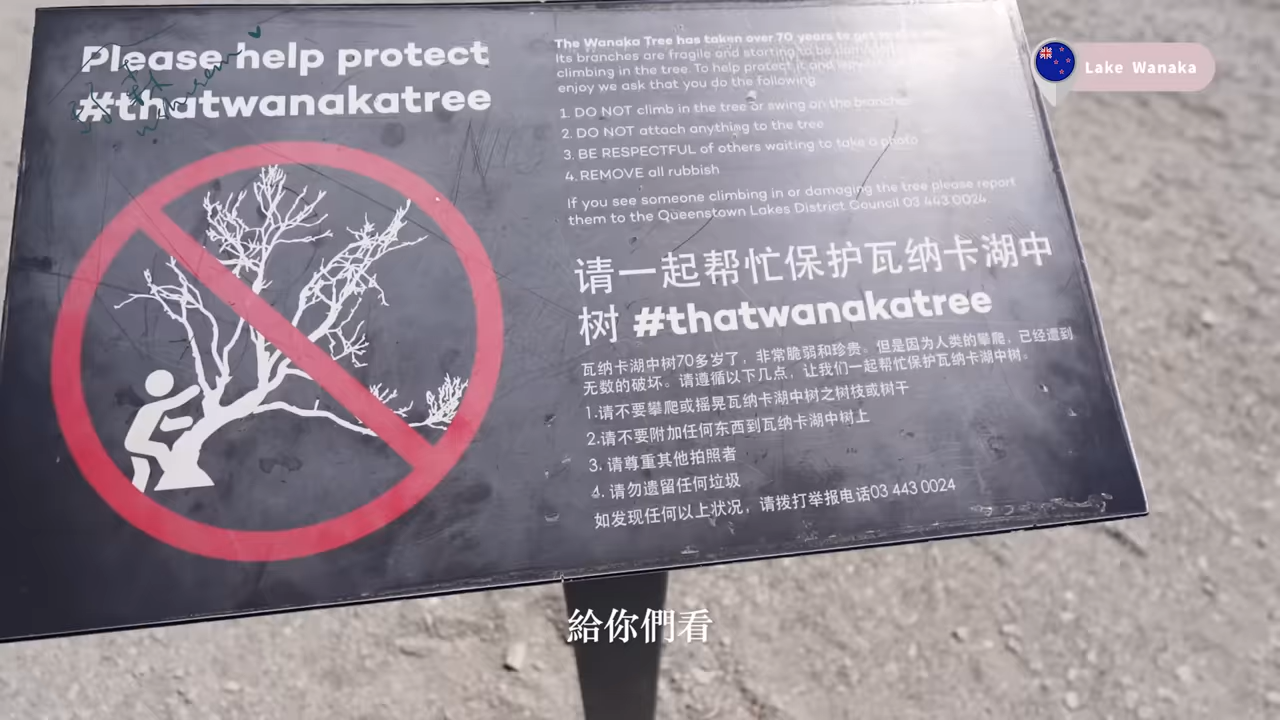 Please help protect
#thatwanakatree
The Wanaka Tree has taken over 70 years to get
Its branches are fragile and starting to be
climbing in the tree. To help protect it and
enjoy we ask that you do the following.
1. DO NOT climb in the tree or swing on the branches
2. DO NOT attach anything to the tree
3. BE RESPECTFUL of others waiting to take a photo
4. REMOVE all rubbish
If you see someone climbing in or damaging the tree please report
them to the Queenstown Lakes District Council 03 443 0024.
请一起帮忙保护瓦纳卡湖中
树 #thatwanakatree
瓦纳卡湖中树70多岁了，非常脆弱和珍贵。但是因为人类的攀爬，已经遭到
无数的破坏。请遵循以下几点，让我们一起帮忙保护瓦纳卡湖中树。
1.请不要攀爬或摇晃瓦纳卡湖中树之树枝或树干
2.请不要附加任何东西到瓦纳卡湖中树上
3. 请尊重其他拍照者
4. 请勿遗留任何垃圾
如发现任何以上状况，请拨打举报电话03 443 0024
Lake Wanaka
給你們看